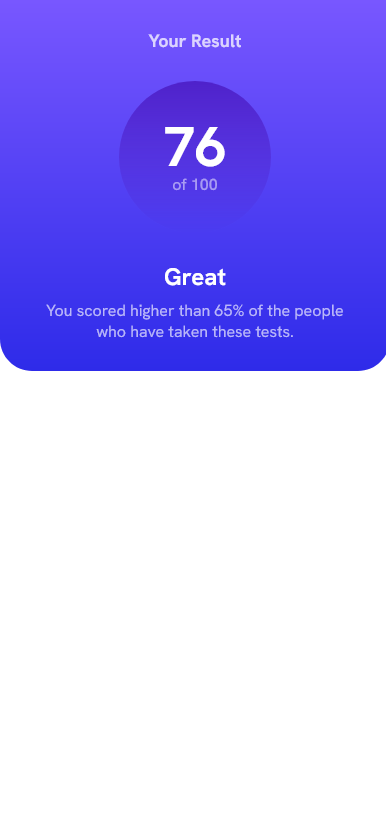 Your Result
76
of 100
Great
You scored higher than 65% of the people
who have taken these tests.